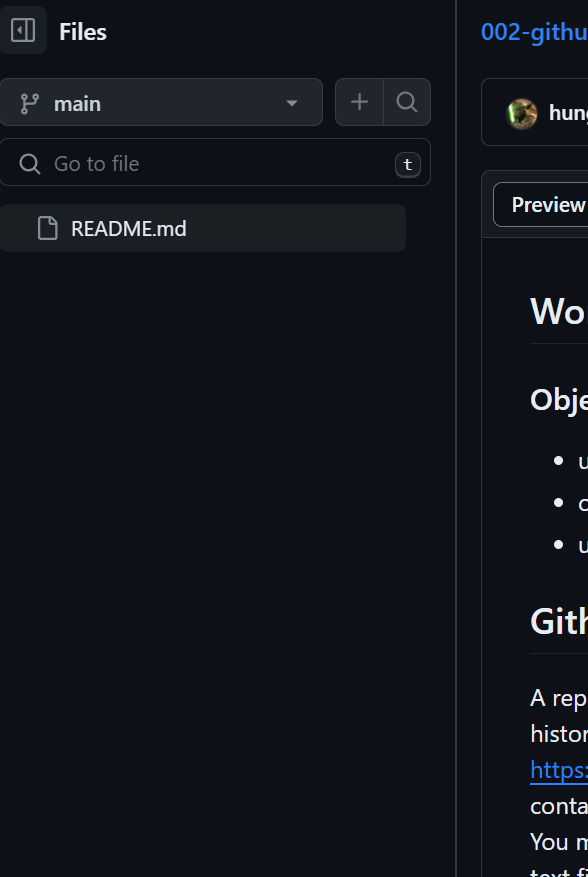 Files
main
Go to file
t
README.md
002-githu
hung
Preview
Wo
Obje
u
c
u
Gith
A rep
histor
https:
conta
You m
text fi